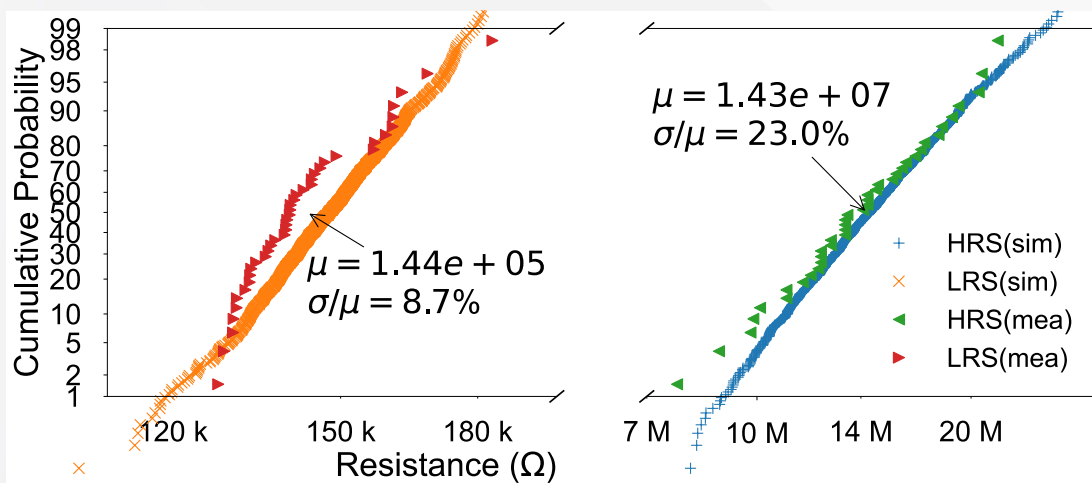 Cumulative Probability
99
98
95
90
80
70
60
50
40
30
20
10
5
2
1
μ = 1.44e + 05
σ/μ = 8.7%
μ = 1.43e + 07
σ/μ = 23.0%
HRS(sim)
LRS(sim)
HRS(mea)
LRS(mea)
120 k 150 k 180 k 7 M 10 M 14 M 20 M
Resistance (Ω)